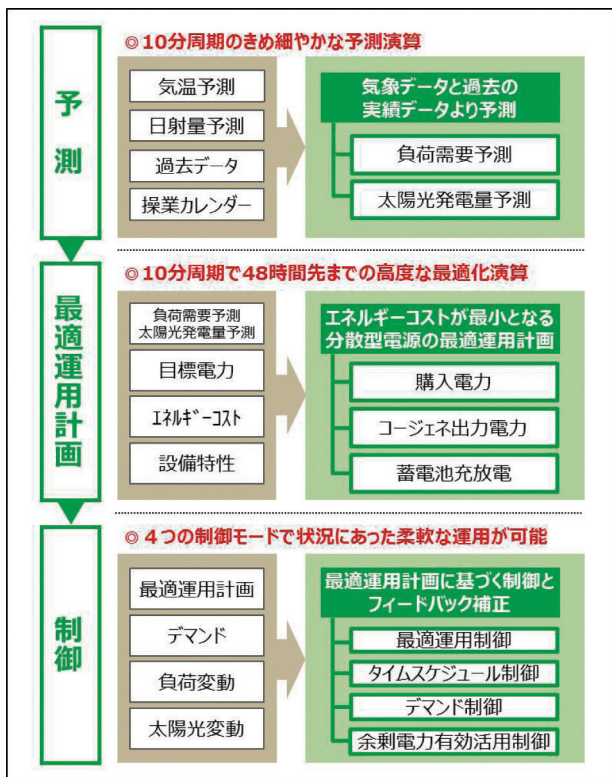 予測
◎10分周期のきめ細やかな予測演算
気温予測
日射量予測
過去データ
操業カレンダー
気象データと過去の
実績データより予測
負荷需要予測
太陽光発電量予測
最適運用計画
◎10分周期で48時間先までの高度な最適化演算
負荷需要予測
太陽光発電量予測
目標電力
エネルギーコスト
設備特性
エネルギーコストが最小となる
分散型電源の最適運用計画
購入電力
コージェネ出力電力
蓄電池充放電
制御
◎4つの制御モードで状況にあった柔軟な運用が可能
最適運用計画
デマンド
負荷変動
太陽光変動
最適運用計画に基づく制御と
フィードバック補正
最適運用制御
タイムスケジュール制御
デマンド制御
余剰電力有効活用制御